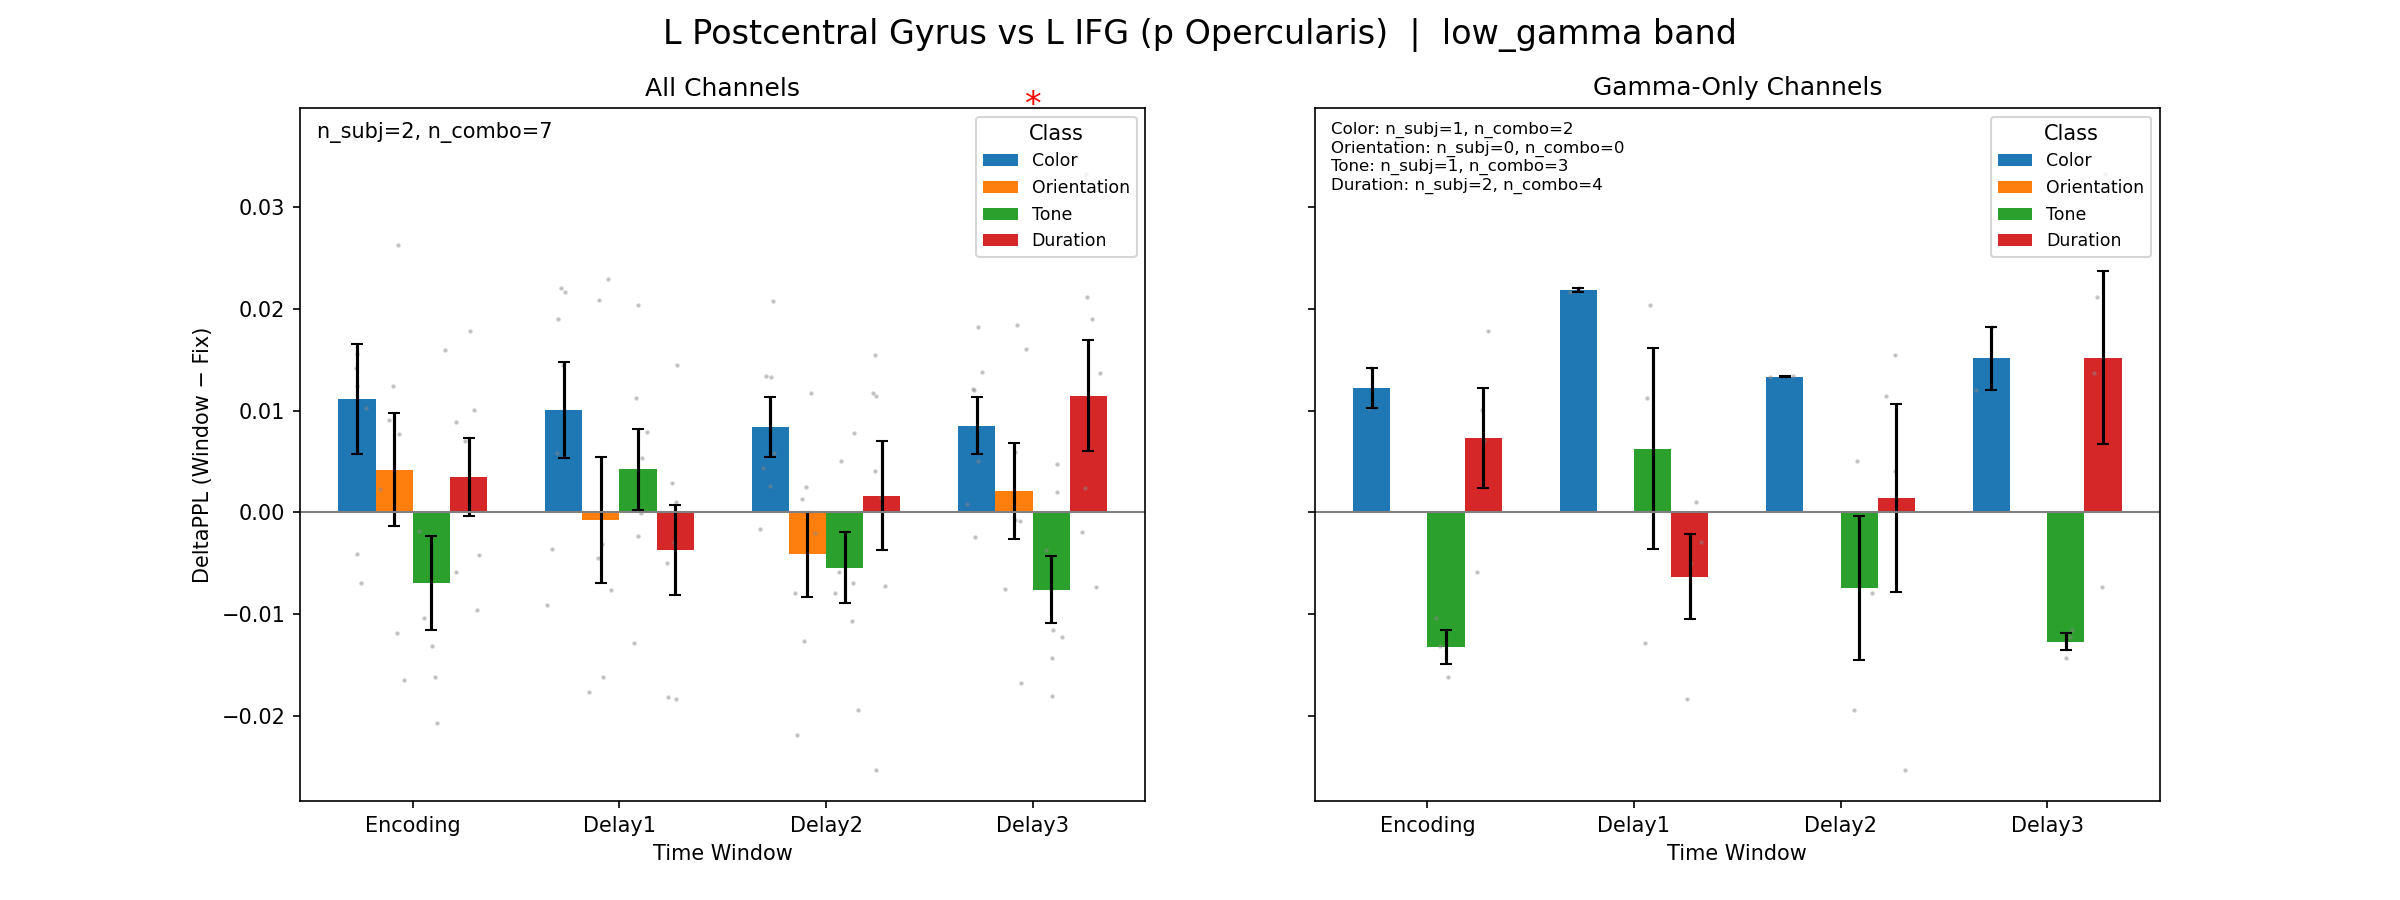 L Postcentral Gyrus vs L IFG (p Opercularis)  |  low_gamma band
All Channels
*
n_subj=2, n_combo=7
Class
Color
Orientation
Tone
Duration
0.03
0.02
0.01
0.00
−0.01
−0.02
DeltaPPL (Window − Fix)
Encoding
Delay1
Delay2
Delay3
Time Window
Gamma-Only Channels
Color: n_subj=1, n_combo=2
Orientation: n_subj=0, n_combo=0
Tone: n_subj=1, n_combo=3
Duration: n_subj=2, n_combo=4
Class
Color
Orientation
Tone
Duration
Encoding
Delay1
Delay2
Delay3
Time Window